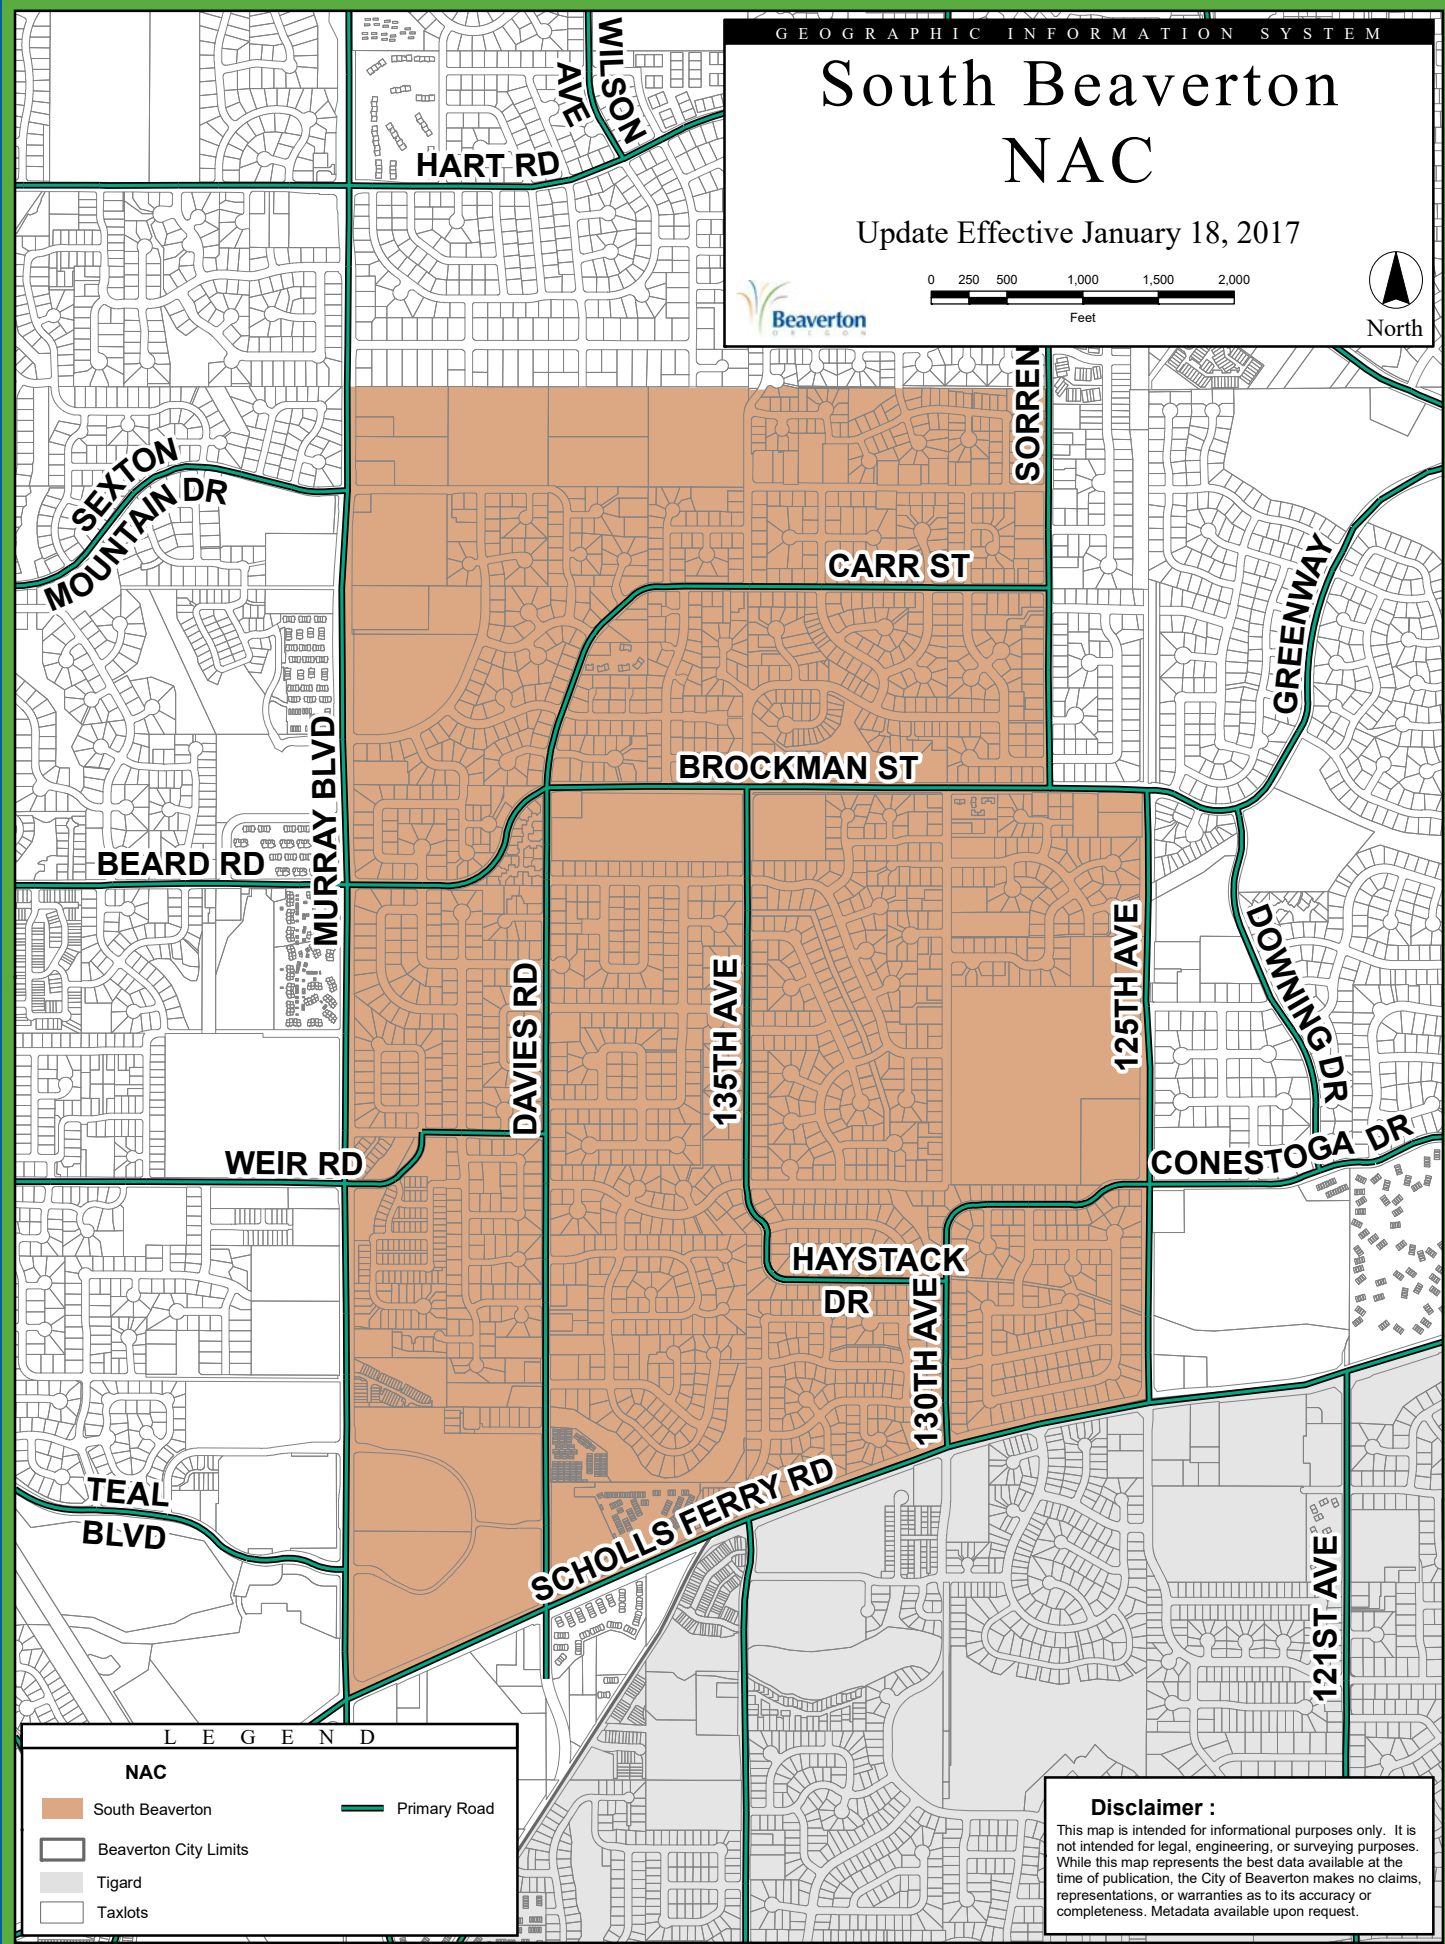 GEOGRAPHIC INFORMATION SYSTEM
South Beaverton
NAC
Update Effective January 18, 2017
0 250 500 1,000 1,500 2,000
Feet
Beaverton
OREGON
North
WILSON
AVE
HART RD
SORREN
SEXTON
MOUNTAIN DR
CARR ST
GREENWAY
MURRAY BLVD
BROCKMAN ST
BEARD RD
DAVIES RD
135TH AVE
125TH AVE
DOWNING DR
WEIR RD
CONESTOGA DR
HAYSTACK
DR
130TH AVE
TEAL
BLVD
SCHOLLS FERRY RD
121ST AVE
LEGEND
NAC
South Beaverton
Primary Road
Beaverton City Limits
Tigard
Taxlots
Disclaimer :
This map is intended for informational purposes only. It is
not intended for legal, engineering, or surveying purposes.
While this map represents the best data available at the
time of publication, the City of Beaverton makes no claims,
representations, or warranties as to its accuracy or
completeness. Metadata available upon request.